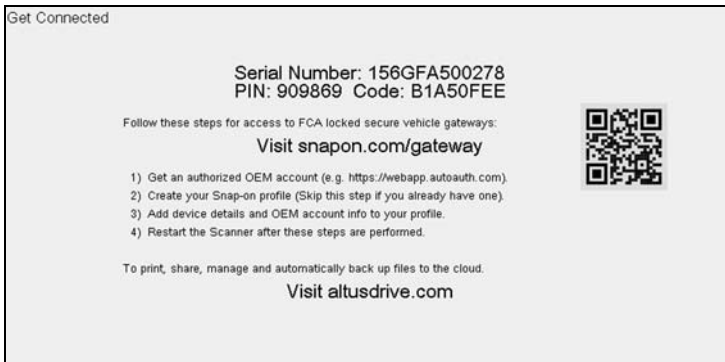 Get Connected
Serial Number: 156GFA500278
PIN: 909869 Code: B1A50FEE
Follow these steps for access to FCA locked secure vehicle gateways:
Visit snapon.com/gateway
1) Get an authorized OEM account (e.g. https://webapp.autoauth.com).
2) Create your Snap-on profile (Skip this step if you already have one).
3) Add device details and OEM account info to your profile.
4) Restart the Scanner after these steps are performed.
To print, share, manage and automatically back up files to the cloud.
Visit altusdrive.com